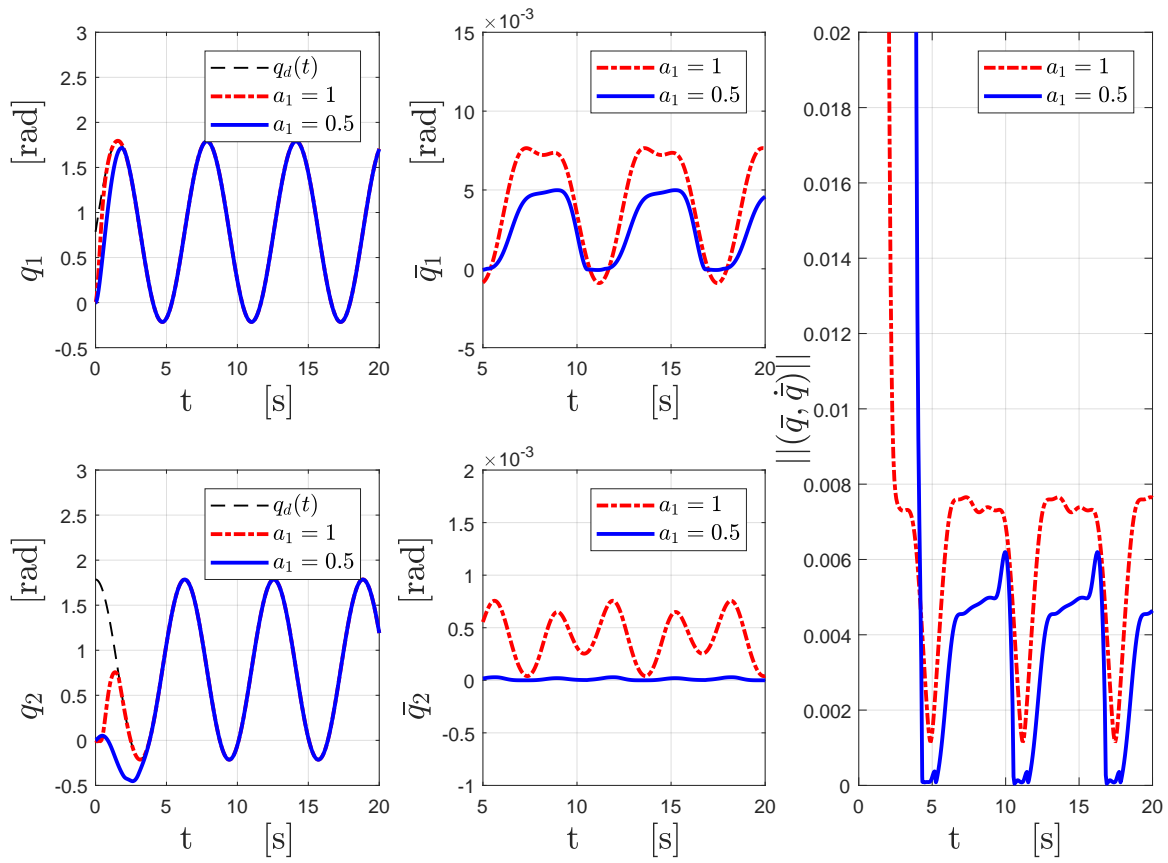 3
2.5
2
1.5
1
0.5
0
-0.5
0 5 10 15 20
q_1 [rad]
t [s]
q_d(t)
a_1 = 1
a_1 = 0.5
×10^-3
15
10
5
0
-5
5 10 15 20
q̄_1 [rad]
t [s]
a_1 = 1
a_1 = 0.5
0.02
0.018
0.016
0.014
0.012
0.01
0.008
0.006
0.004
0.002
0
0 5 10 15 20
||(q̄, q̄̇)||
t [s]
a_1 = 1
a_1 = 0.5
3
2.5
2
1.5
1
0.5
0
-0.5
0 5 10 15 20
q_2 [rad]
t [s]
q_d(t)
a_1 = 1
a_1 = 0.5
×10^-3
2
1.5
1
0.5
0
-0.5
-1
5 10 15 20
q̄_2 [rad]
t [s]
a_1 = 1
a_1 = 0.5